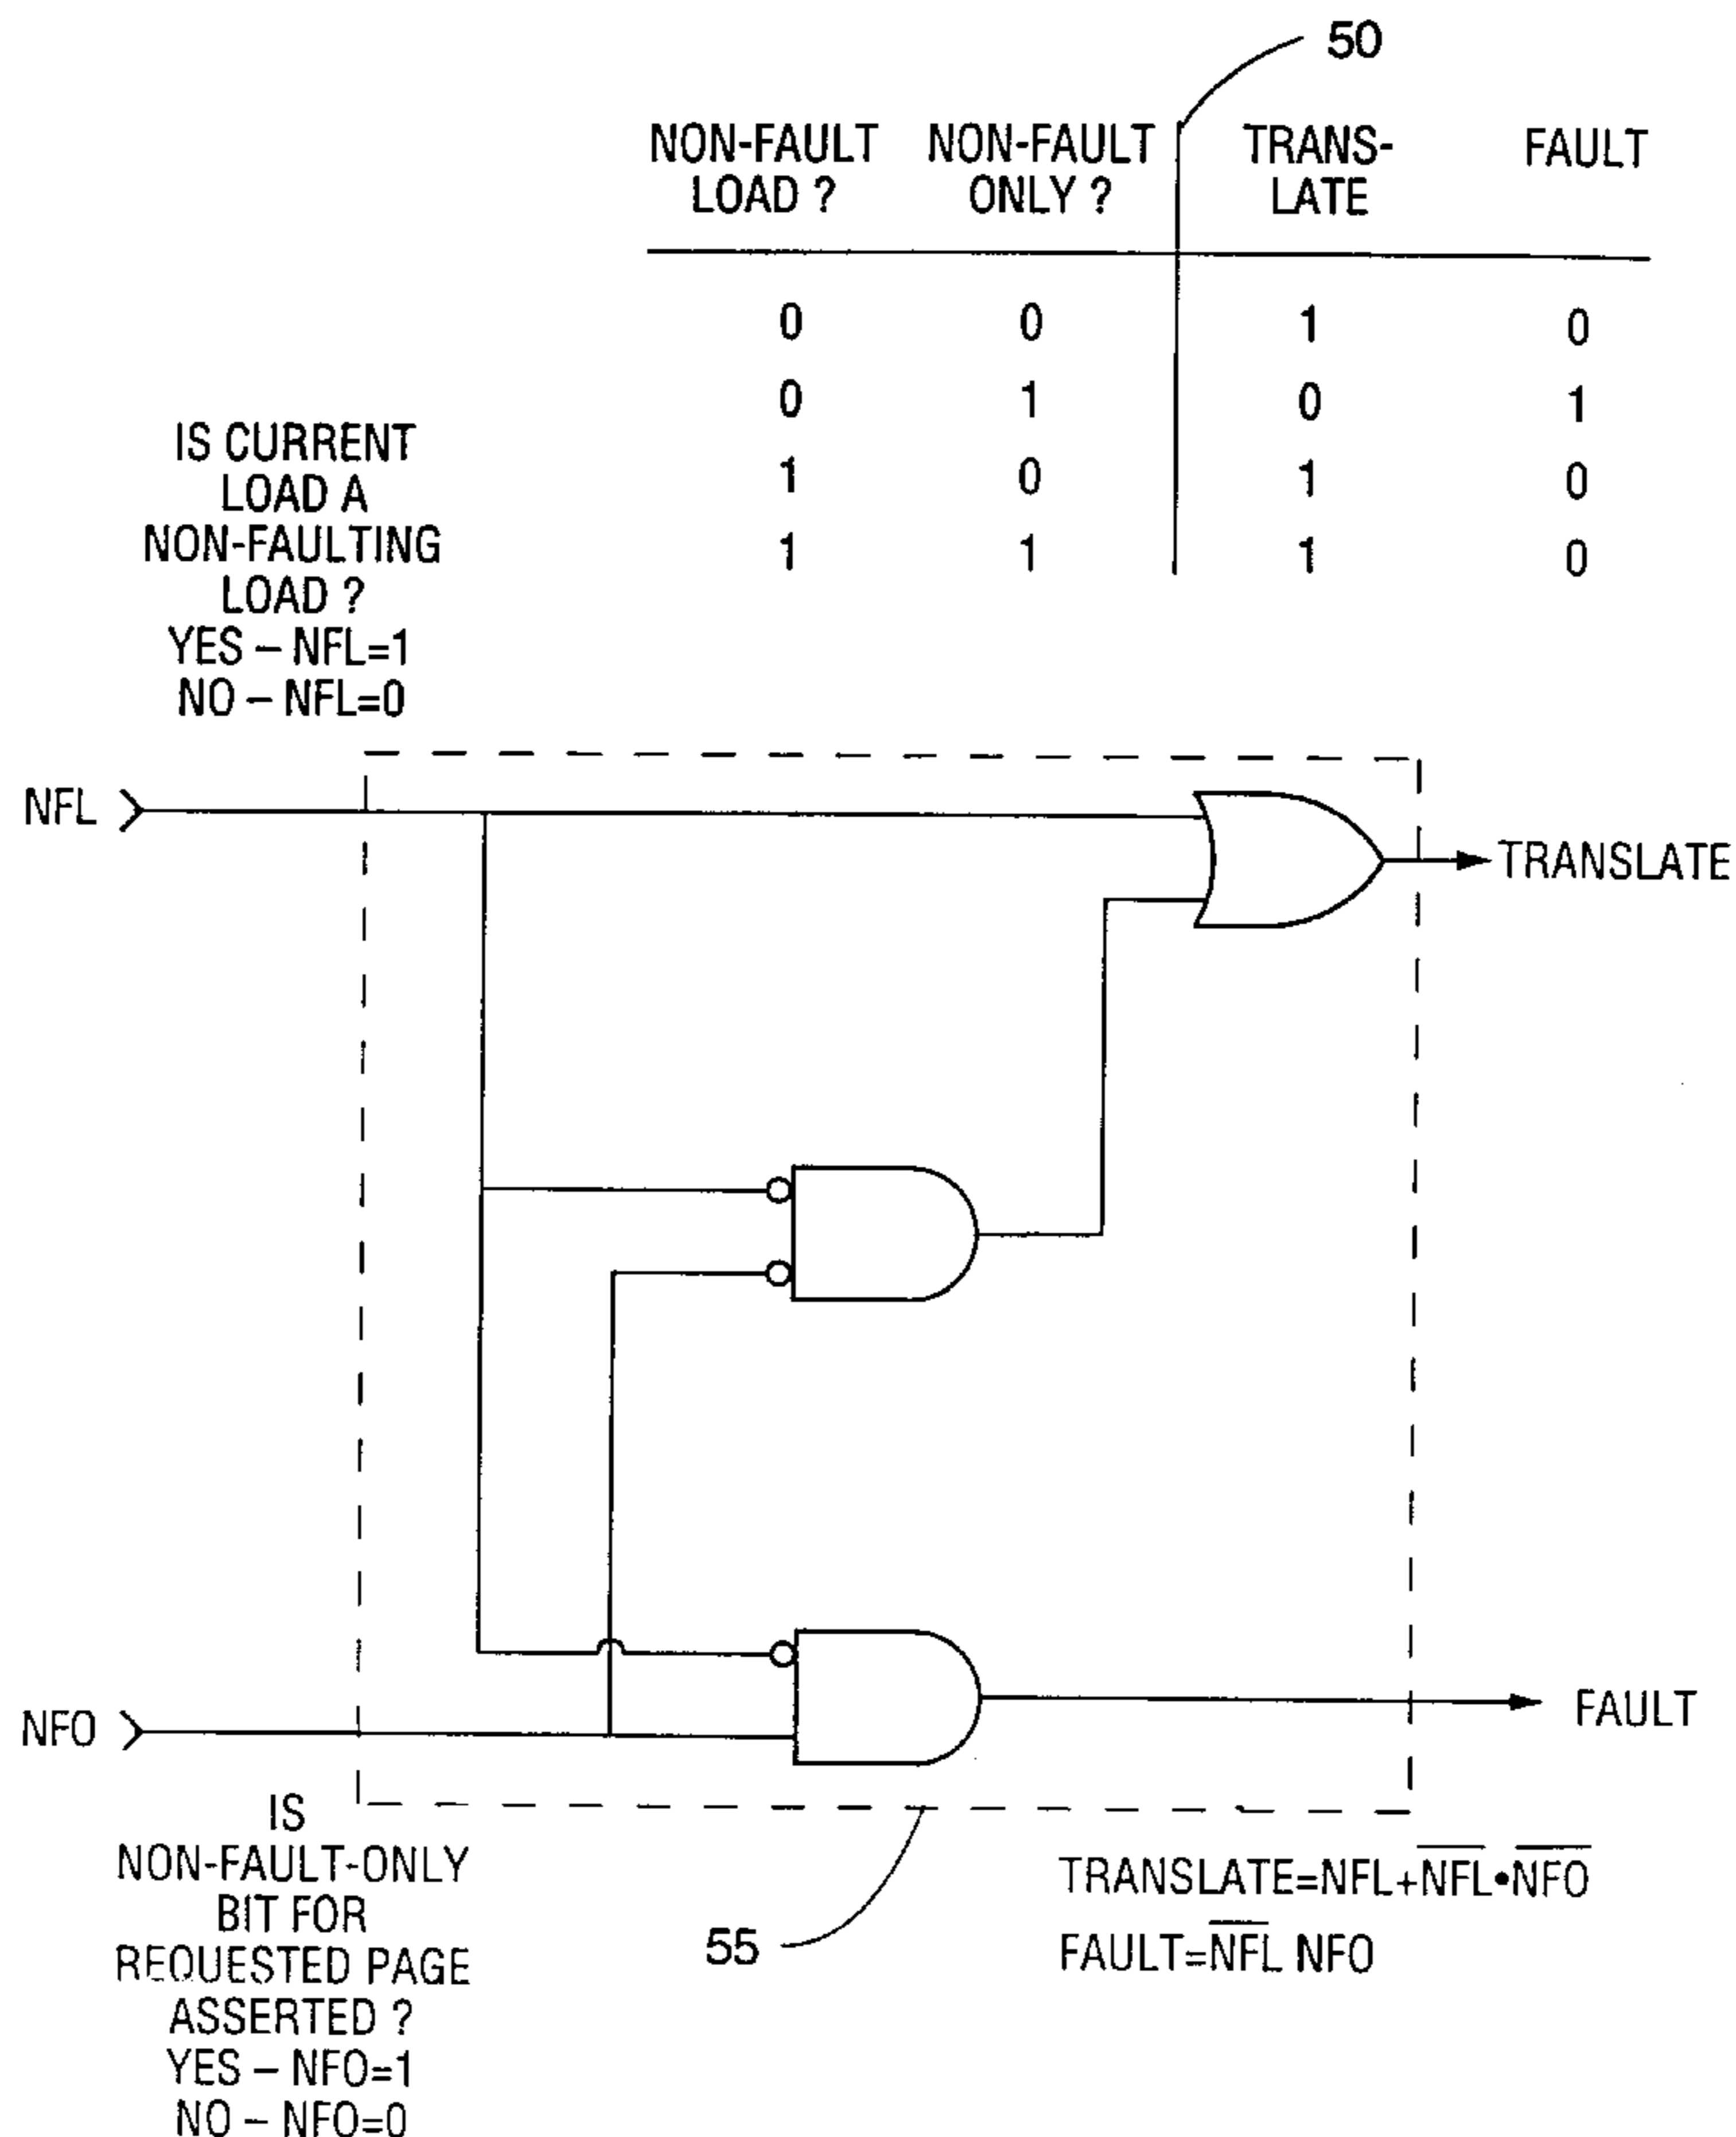 50
NON-FAULT LOAD ? NON-FAULT ONLY ? TRANS- LATE FAULT
0 0 1 0
0 1 0 1
1 0 1 0
1 1 1 0
IS CURRENT
LOAD A
NON-FAULTING
LOAD ?
YES – NFL=1
NO – NFL=0
NFL
TRANSLATE
NFO
FAULT
IS
NON-FAULT-ONLY
BIT FOR
REQUESTED PAGE
ASSERTED ?
YES – NFO=1
NO – NFO=0
55
TRANSLATE=NFL+N̅F̅L̅•N̅F̅O̅
FAULT=N̅F̅L̅ NFO